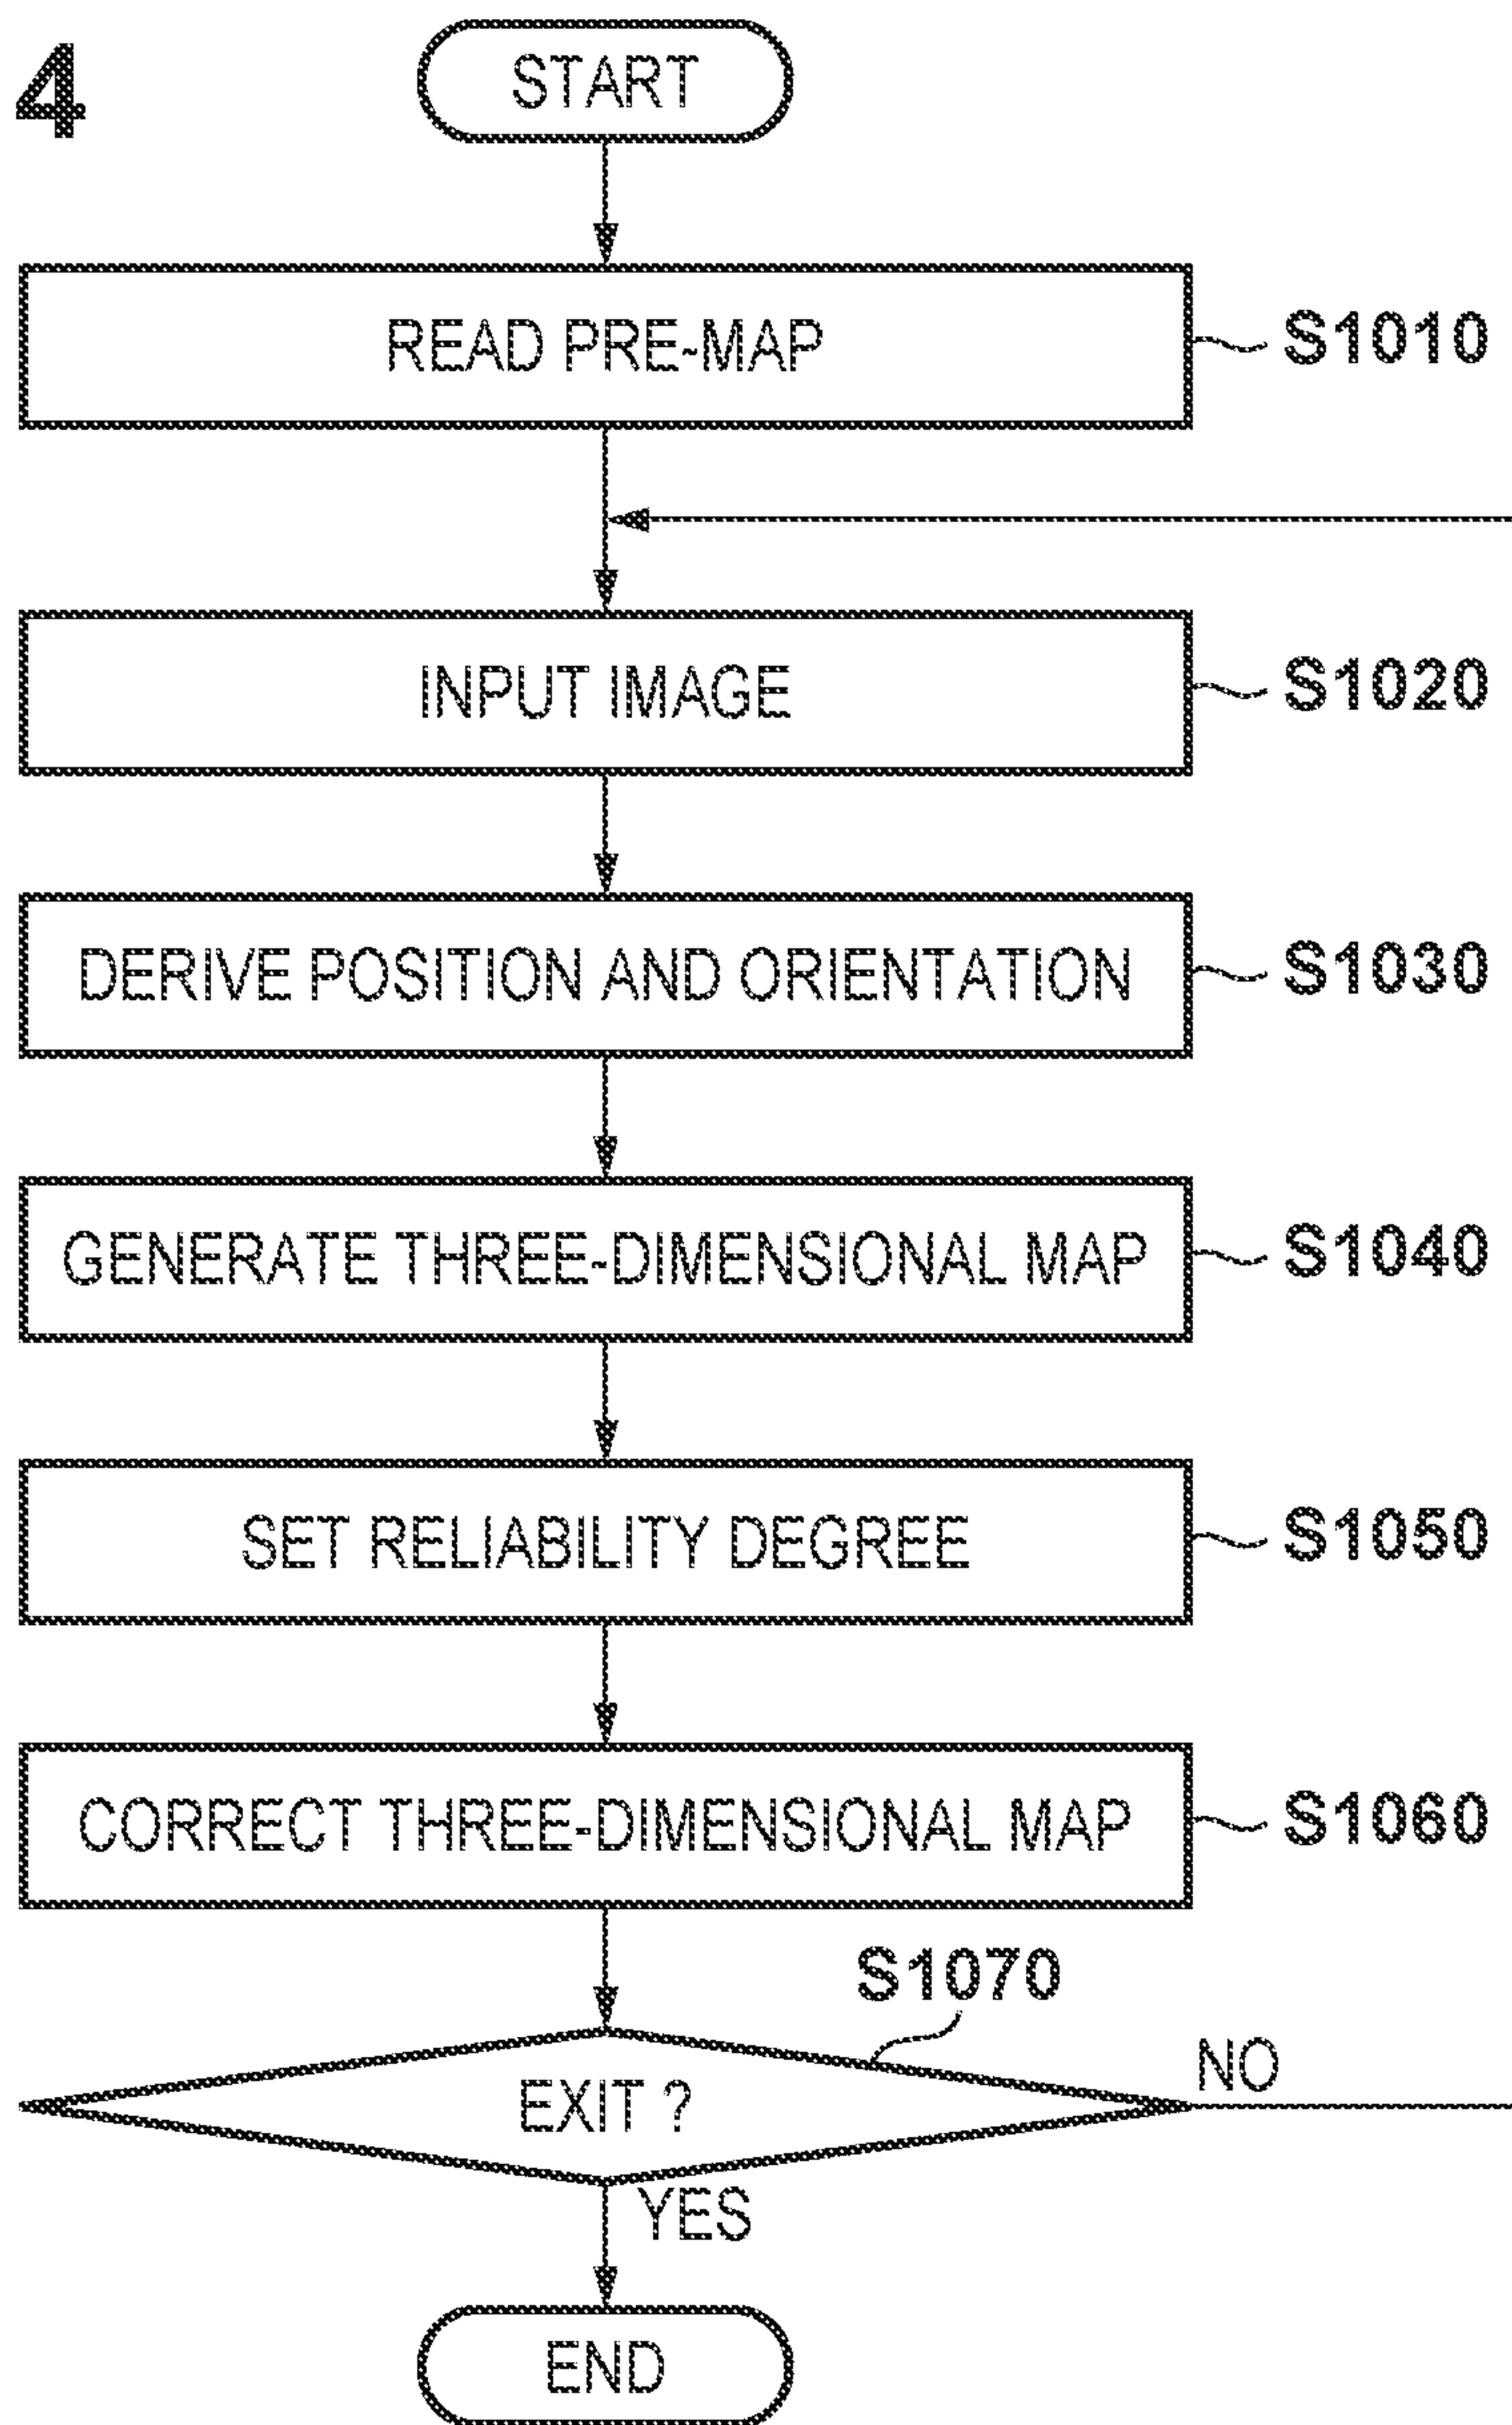 4
START
READ PRE-MAP
S1010
INPUT IMAGE
S1020
DERIVE POSITION AND ORIENTATION
S1030
GENERATE THREE-DIMENSIONAL MAP
S1040
SET RELIABILITY DEGREE
S1050
CORRECT THREE-DIMENSIONAL MAP
S1060
S1070
EXIT ?
NO
YES
END